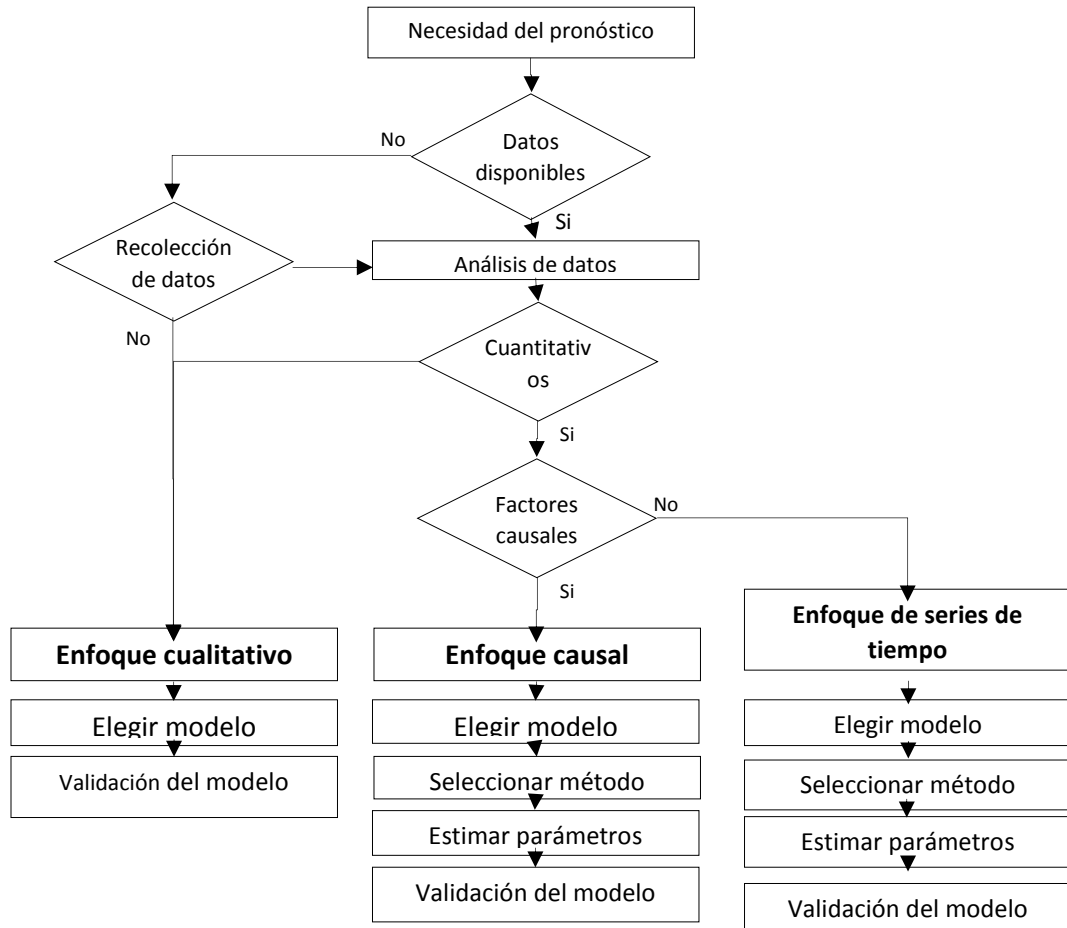 Necesidad del pronóstico
No
Datos
disponibles
Si
Recolección
de datos
Análisis de datos
No
Cuantitativ
os
Si
Factores
causales
No
Si
Enfoque cualitativo
Enfoque causal
Enfoque de series de
tiempo
Elegir modelo
Elegir modelo
Elegir modelo
Validación del modelo
Seleccionar método
Seleccionar método
Estimar parámetros
Estimar parámetros
Validación del modelo
Validación del modelo